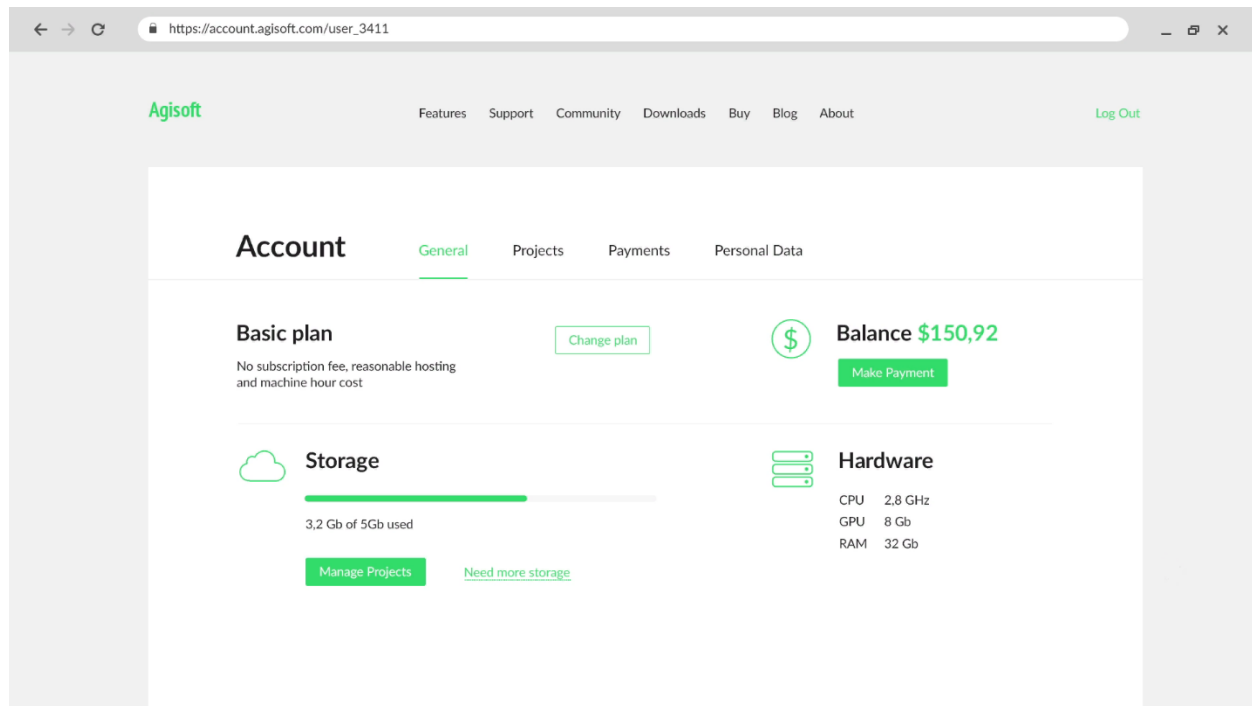 https://account.agisoft.com/user_3411
Agisoft
Features Support Community Downloads Buy Blog About
Log Out
Account
General Projects Payments Personal Data
Basic plan
No subscription fee, reasonable hosting
and machine hour cost
Change plan
$
Balance $150,92
Make Payment
Storage
3,2 Gb of 5Gb used
Manage Projects
Need more storage
Hardware
CPU 2,8 GHz
GPU 8 Gb
RAM 32 Gb